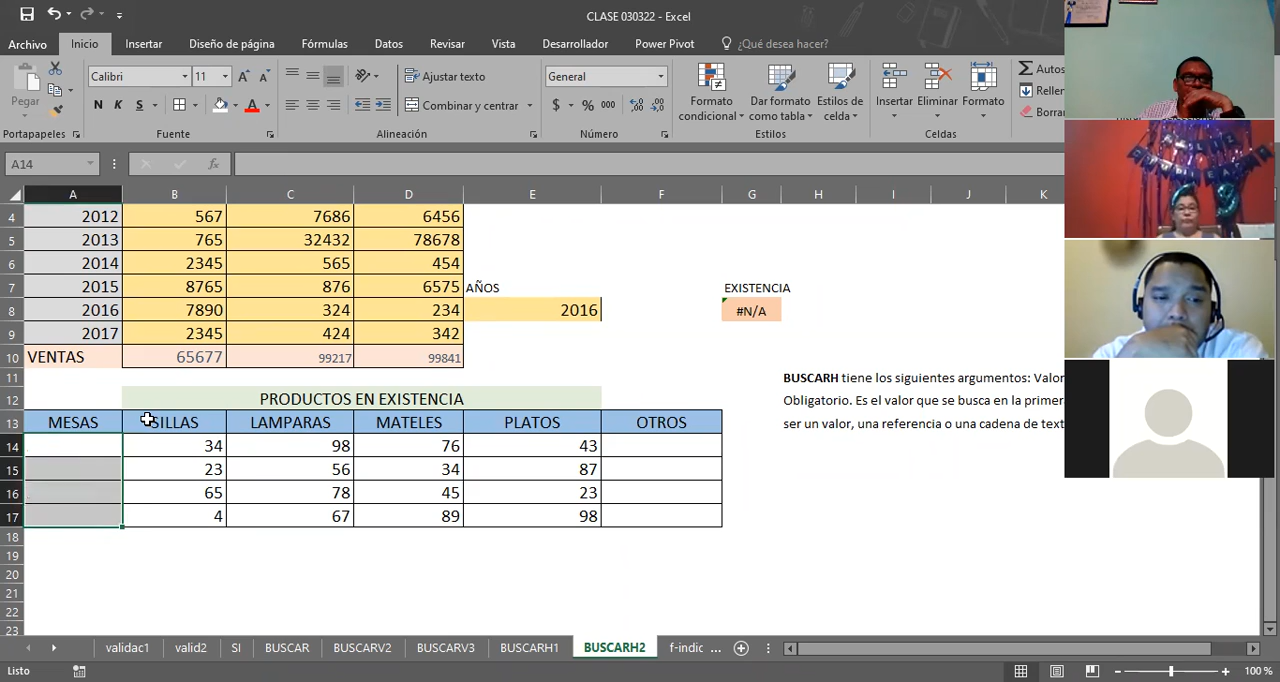 CLASE 030322 - Excel
Archivo Inicio Insertar Diseño de página Fórmulas Datos Revisar Vista Desarrollador Power Pivot ¿Qué desea hacer?
Pegar
Calibri 11
N K S
Ajustar texto
Combinar y centrar
General
$ % 000
Formato condicional
Dar formato como tabla
Estilos de celda
Insertar Eliminar Formato
Σ Autos
Rellen
Borrar
Portapapeles Fuente Alineación Número Estilos Celdas
A14 fx
A B C D E F G H I J K
4 2012 567 7686 6456
5 2013 765 32432 78678
6 2014 2345 565 454
7 2015 8765 876 6575 AÑOS EXISTENCIA
8 2016 7890 324 234 2016 #N/A
9 2017 2345 424 342
10 VENTAS 65677 99217 99841
11 BUSCARH tiene los siguientes argumentos: Valor
12 PRODUCTOS EN EXISTENCIA Obligatorio. Es el valor que se busca en la primera
13 MESAS SILLAS LAMPARAS MATELES PLATOS OTROS ser un valor, una referencia o una cadena de text
14 34 98 76 43
15 23 56 34 87
16 65 78 45 23
17 4 67 89 98
18
19
20
21
22
23
validac1 valid2 SI BUSCAR BUSCARV2 BUSCARV3 BUSCARH1 BUSCARH2 f-indic ...
Listo 100 %